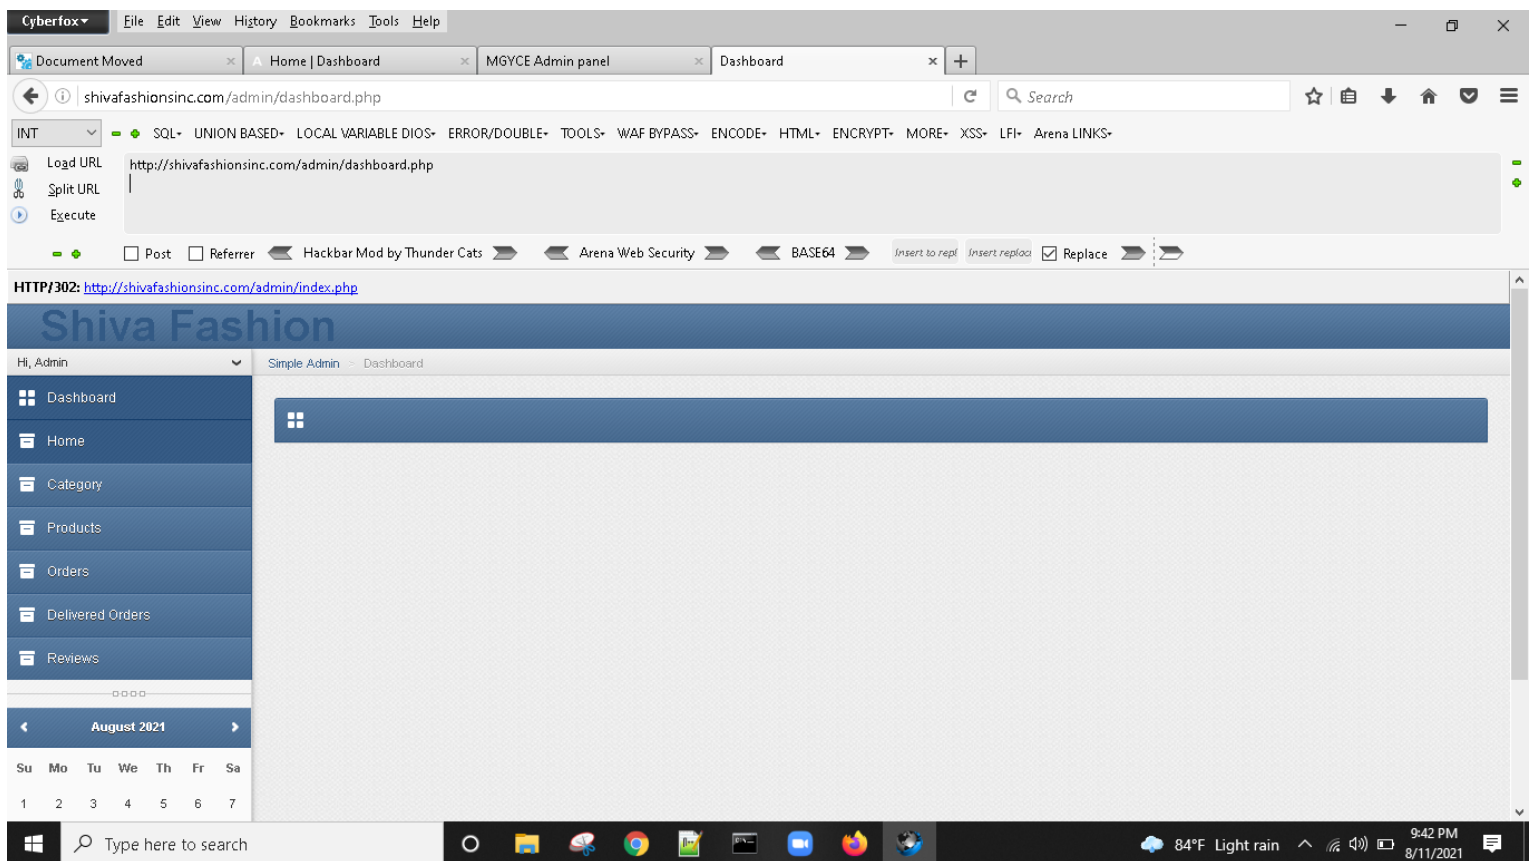 Cyberfox File Edit View History Bookmarks Tools Help
Document Moved Home | Dashboard MGYCE Admin panel Dashboard
shivafashionsinc.com/admin/dashboard.php Search
INT SQL UNION BASED LOCAL VARIABLE DIOS ERROR/DOUBLE TOOLS WAF BYPASS ENCODE HTML ENCRYPT MORE XSS LFI Arena LINKS
Load URL http://shivafashionsinc.com/admin/dashboard.php
Split URL
Execute
Post Referrer Hackbar Mod by Thunder Cats Arena Web Security BASE64 Insert to repl Insert replac Replace
HTTP/302: http://shivafashionsinc.com/admin/index.php
Shiva Fashion
Hi, Admin Simple Admin > Dashboard
Dashboard
Home
Category
Products
Orders
Delivered Orders
Reviews
August 2021
Su Mo Tu We Th Fr Sa
1 2 3 4 5 6 7
Type here to search 84°F Light rain 9:42 PM
8/11/2021